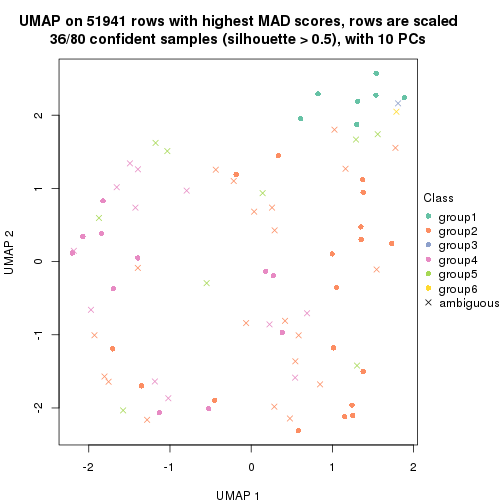 UMAP on 51941 rows with highest MAD scores, rows are scaled
36/80 confident samples (silhouette > 0.5), with 10 PCs
2
1
0
-1
-2
UMAP 2
-2
-1
0
1
2
UMAP 1
Class
group1
group2
group3
group4
group5
group6
ambiguous